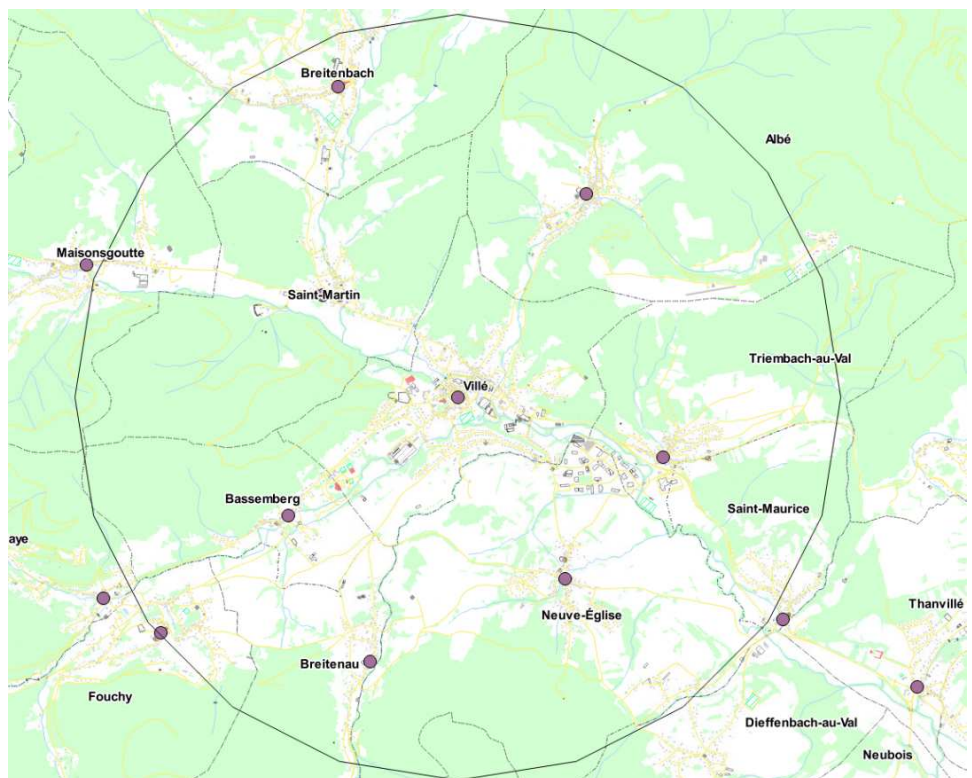 Breitenbach
Albé
Maisonsgoutte
Saint-Martin
Triembach-au-Val
Villé
Bassemberg
Saint-Maurice
aye
Thanvillé
Neuve-Église
Breitenau
Fouchy
Dieffenbach-au-Val
Neubois